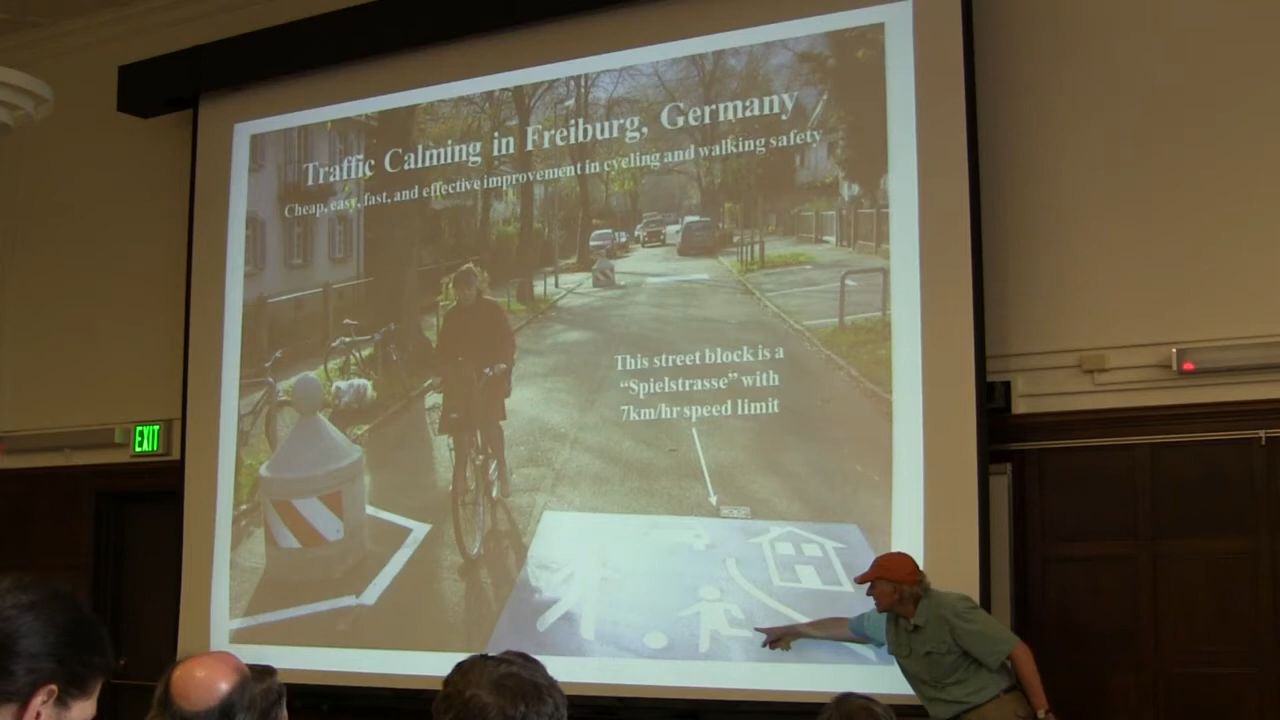 Traffic Calming in Freiburg, Germany
Cheap, easy, fast, and effective improvement in cycling and walking safety
This street block is a
“Spielstrasse” with
7km/hr speed limit
EXIT